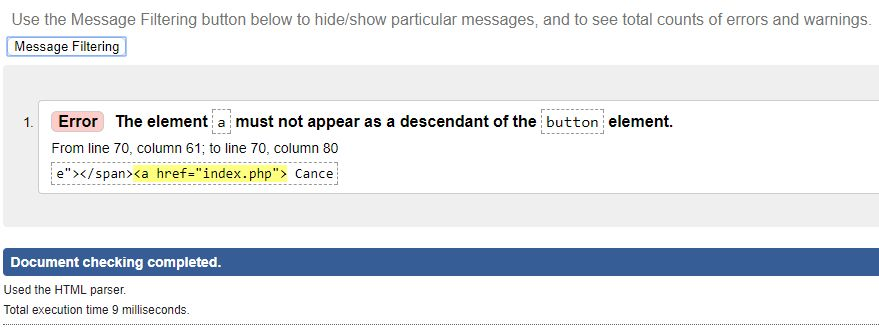 Use the Message Filtering button below to hide/show particular messages, and to see total counts of errors and warnings.
Message Filtering
1. Error The element a must not appear as a descendant of the button element.
From line 70, column 61; to line 70, column 80
e"></span><a href="index.php"> Cance
Document checking completed.
Used the HTML parser.
Total execution time 9 milliseconds.